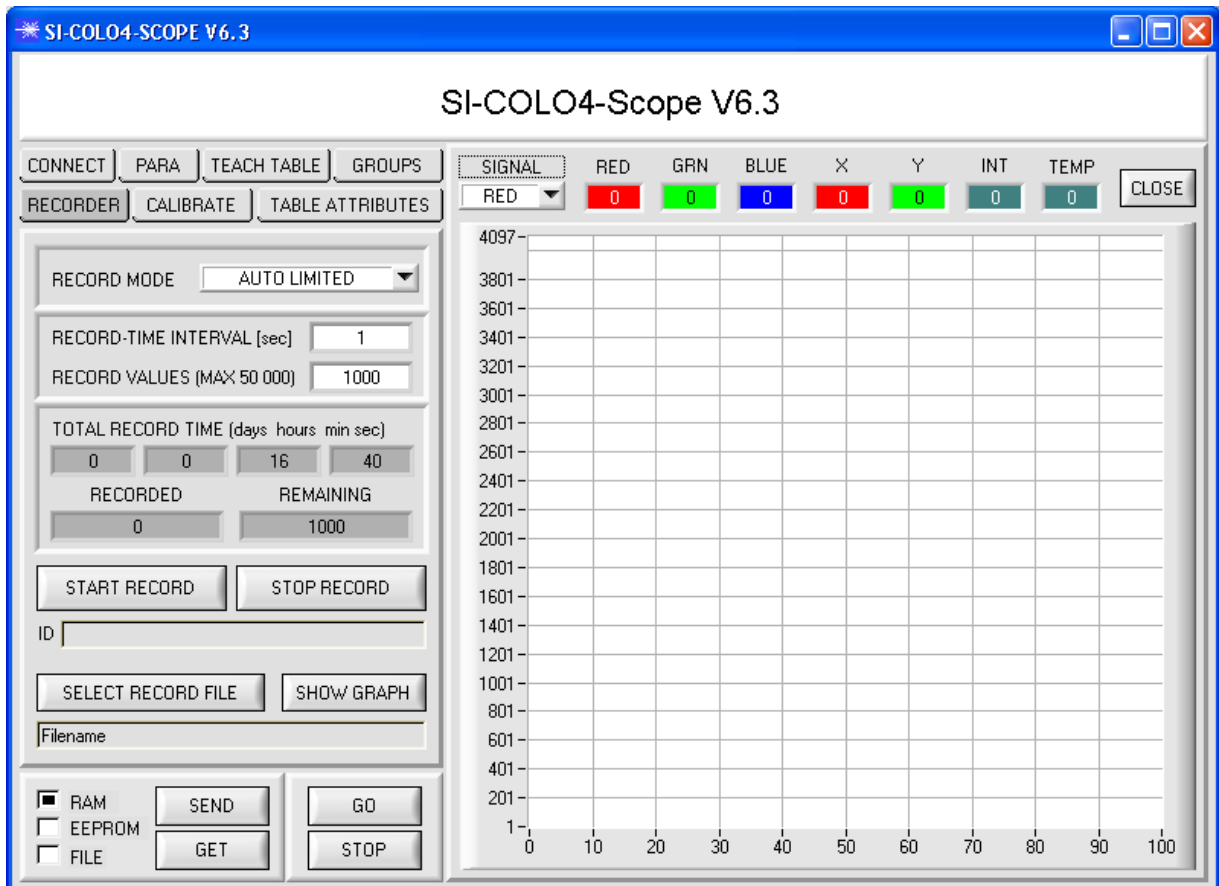 SI-COLO4-SCOPE V6.3
SI-COLO4-Scope V6.3
CONNECT PARA TEACH TABLE GROUPS
RECORDER CALIBRATE TABLE ATTRIBUTES
RECORD MODE AUTO LIMITED
RECORD-TIME INTERVAL [sec] 1
RECORD VALUES (MAX 50 000) 1000
TOTAL RECORD TIME (days hours min sec)
0 0 16 40
RECORDED REMAINING
0 1000
START RECORD STOP RECORD
ID
SELECT RECORD FILE SHOW GRAPH
Filename
RAM
EEPROM
FILE
SEND
GET
GO
STOP
SIGNAL RED GRN BLUE X Y INT TEMP
RED 0 0 0 0 0 0 0
CLOSE
4097
3801
3601
3401
3201
3001
2801
2601
2401
2201
2001
1801
1601
1401
1201
1001
801
601
401
201
1
0 10 20 30 40 50 60 70 80 90 100